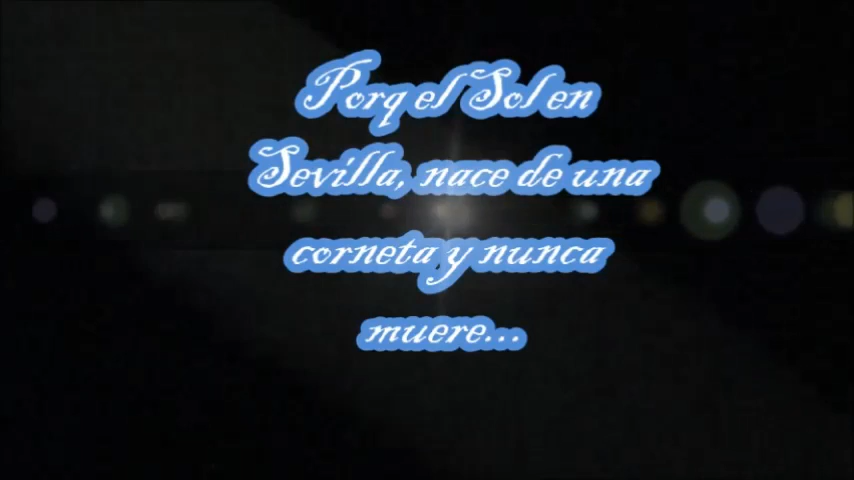 Porq el Sol en
Sevilla, nace de una
corneta y nunca
muere...